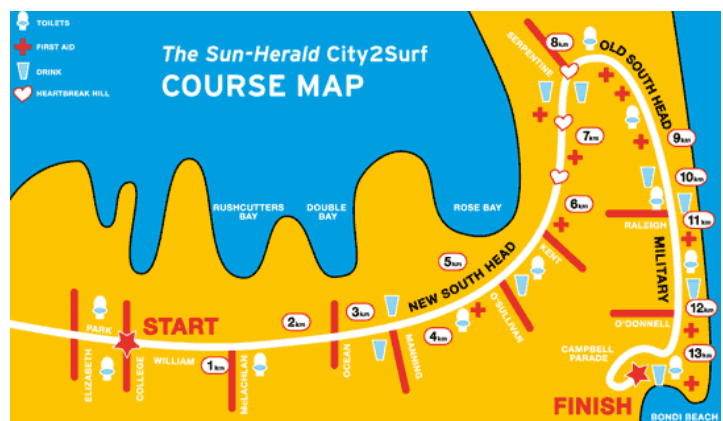 TOILETS
FIRST AID
DRINK
HEARTBREAK HILL
The Sun-Herald City2Surf
COURSE MAP
RUSHCUTTERS
BAY
DOUBLE
BAY
ROSE BAY
SERPENTINE
8km
OLD SOUTH HEAD
7km
9km
10km
6km
11km
RALEIGH
KENT
MILITARY
5km
NEW SOUTH HEAD
O'SULLIVAN
START
PARK
2km
3km
4km
12km
O'DONNELL
ELIZABETH
COLLEGE
WILLIAM
1km
McLACHLAN
OCEAN
MANNING
CAMPBELL
PARADE
13km
FINISH
BONDI BEACH